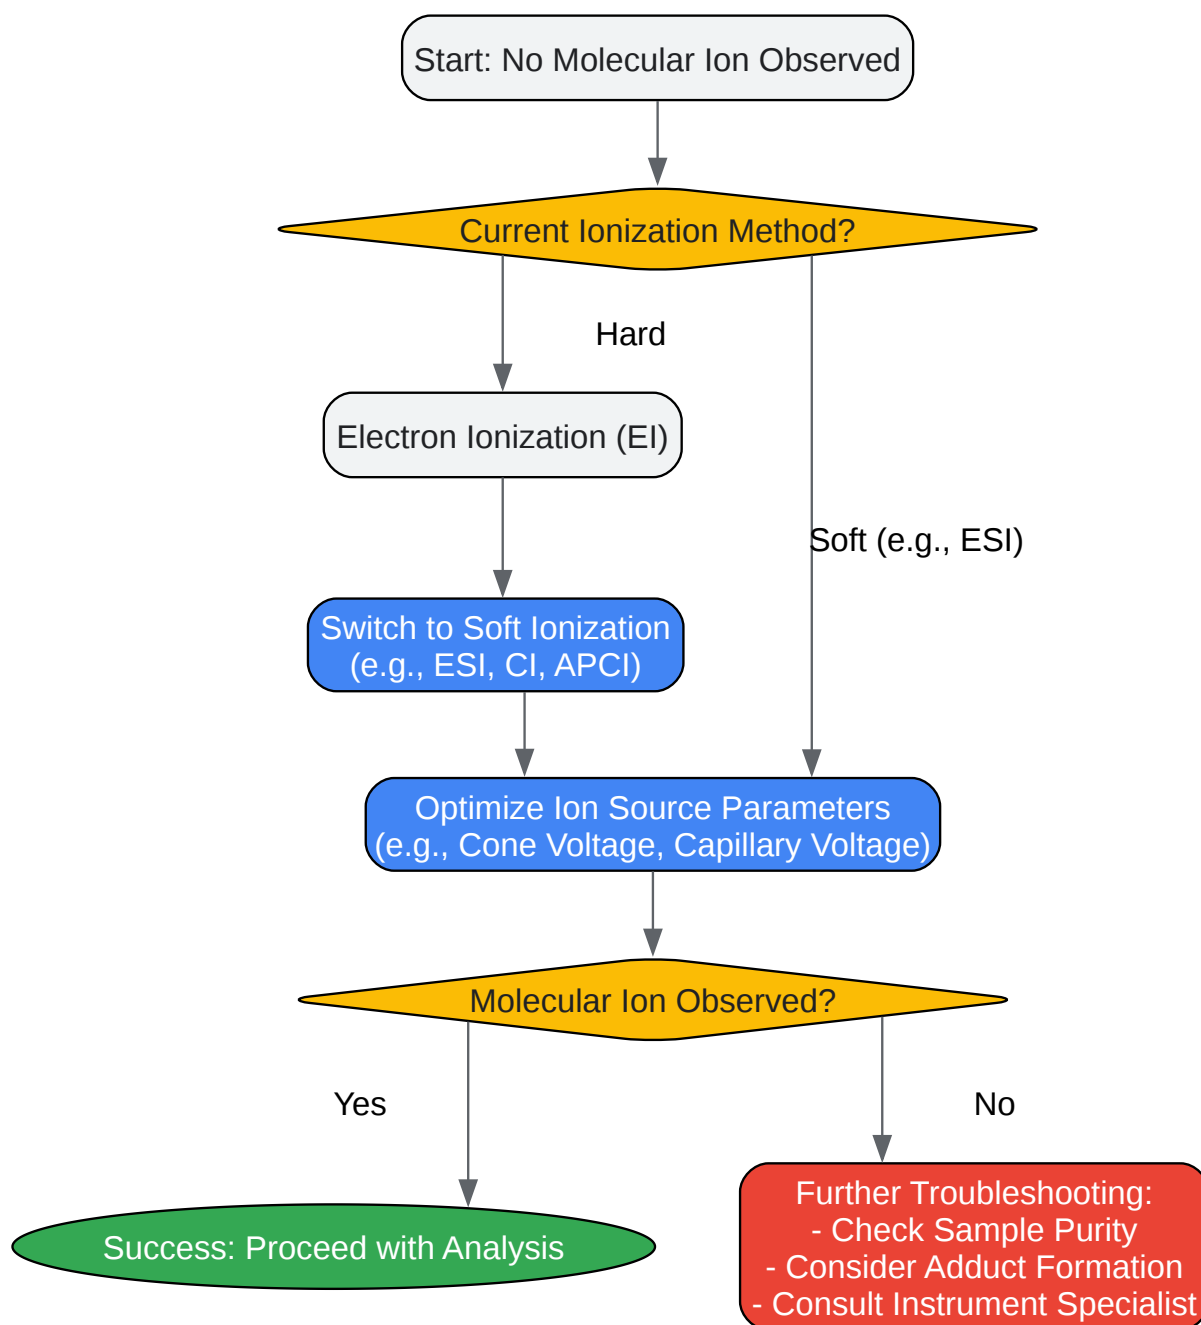 Start: No Molecular Ion Observed
Current Ionization Method?
Hard
Electron Ionization (EI)
Soft (e.g., ESI)
Switch to Soft Ionization
(e.g., ESI, CI, APCI)
Optimize Ion Source Parameters
(e.g., Cone Voltage, Capillary Voltage)
Molecular Ion Observed?
Yes
No
Success: Proceed with Analysis
Further Troubleshooting:
- Check Sample Purity
- Consider Adduct Formation
- Consult Instrument Specialist